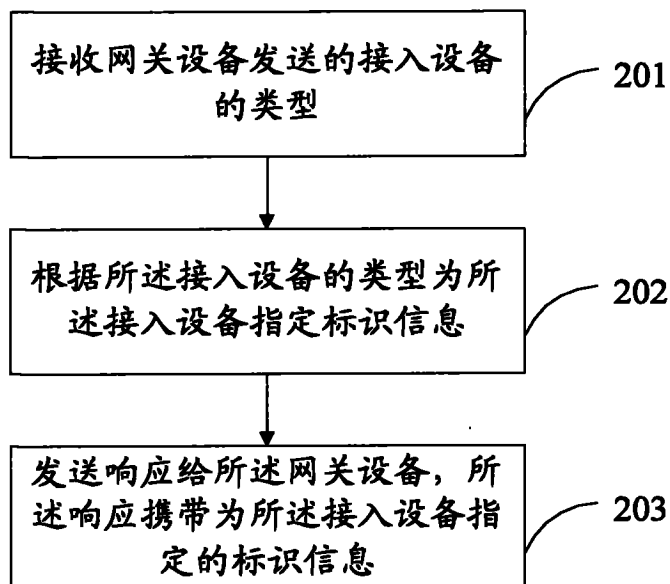 接收网关设备发送的接入设备
的类型
201
根据所述接入设备的类型为所
述接入设备指定标识信息
202
发送响应给所述网关设备，所
述响应携带为所述接入设备指
定的标识信息
203